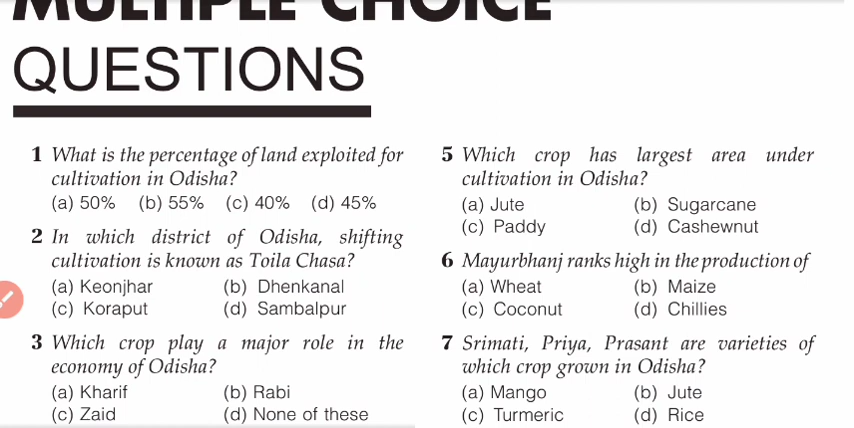 MULTIPLE CHOICE
QUESTIONS
1 What is the percentage of land exploited for
cultivation in Odisha?
(a) 50% (b) 55% (c) 40% (d) 45%
2 In which district of Odisha, shifting
cultivation is known as Toila Chasa?
(a) Keonjhar (b) Dhenkanal
(c) Koraput (d) Sambalpur
3 Which crop play a major role in the
economy of Odisha?
(a) Kharif (b) Rabi
(c) Zaid (d) None of these
5 Which crop has largest area under
cultivation in Odisha?
(a) Jute (b) Sugarcane
(c) Paddy (d) Cashewnut
6 Mayurbhanj ranks high in the production of
(a) Wheat (b) Maize
(c) Coconut (d) Chillies
7 Srimati, Priya, Prasant are varieties of
which crop grown in Odisha?
(a) Mango (b) Jute
(c) Turmeric (d) Rice